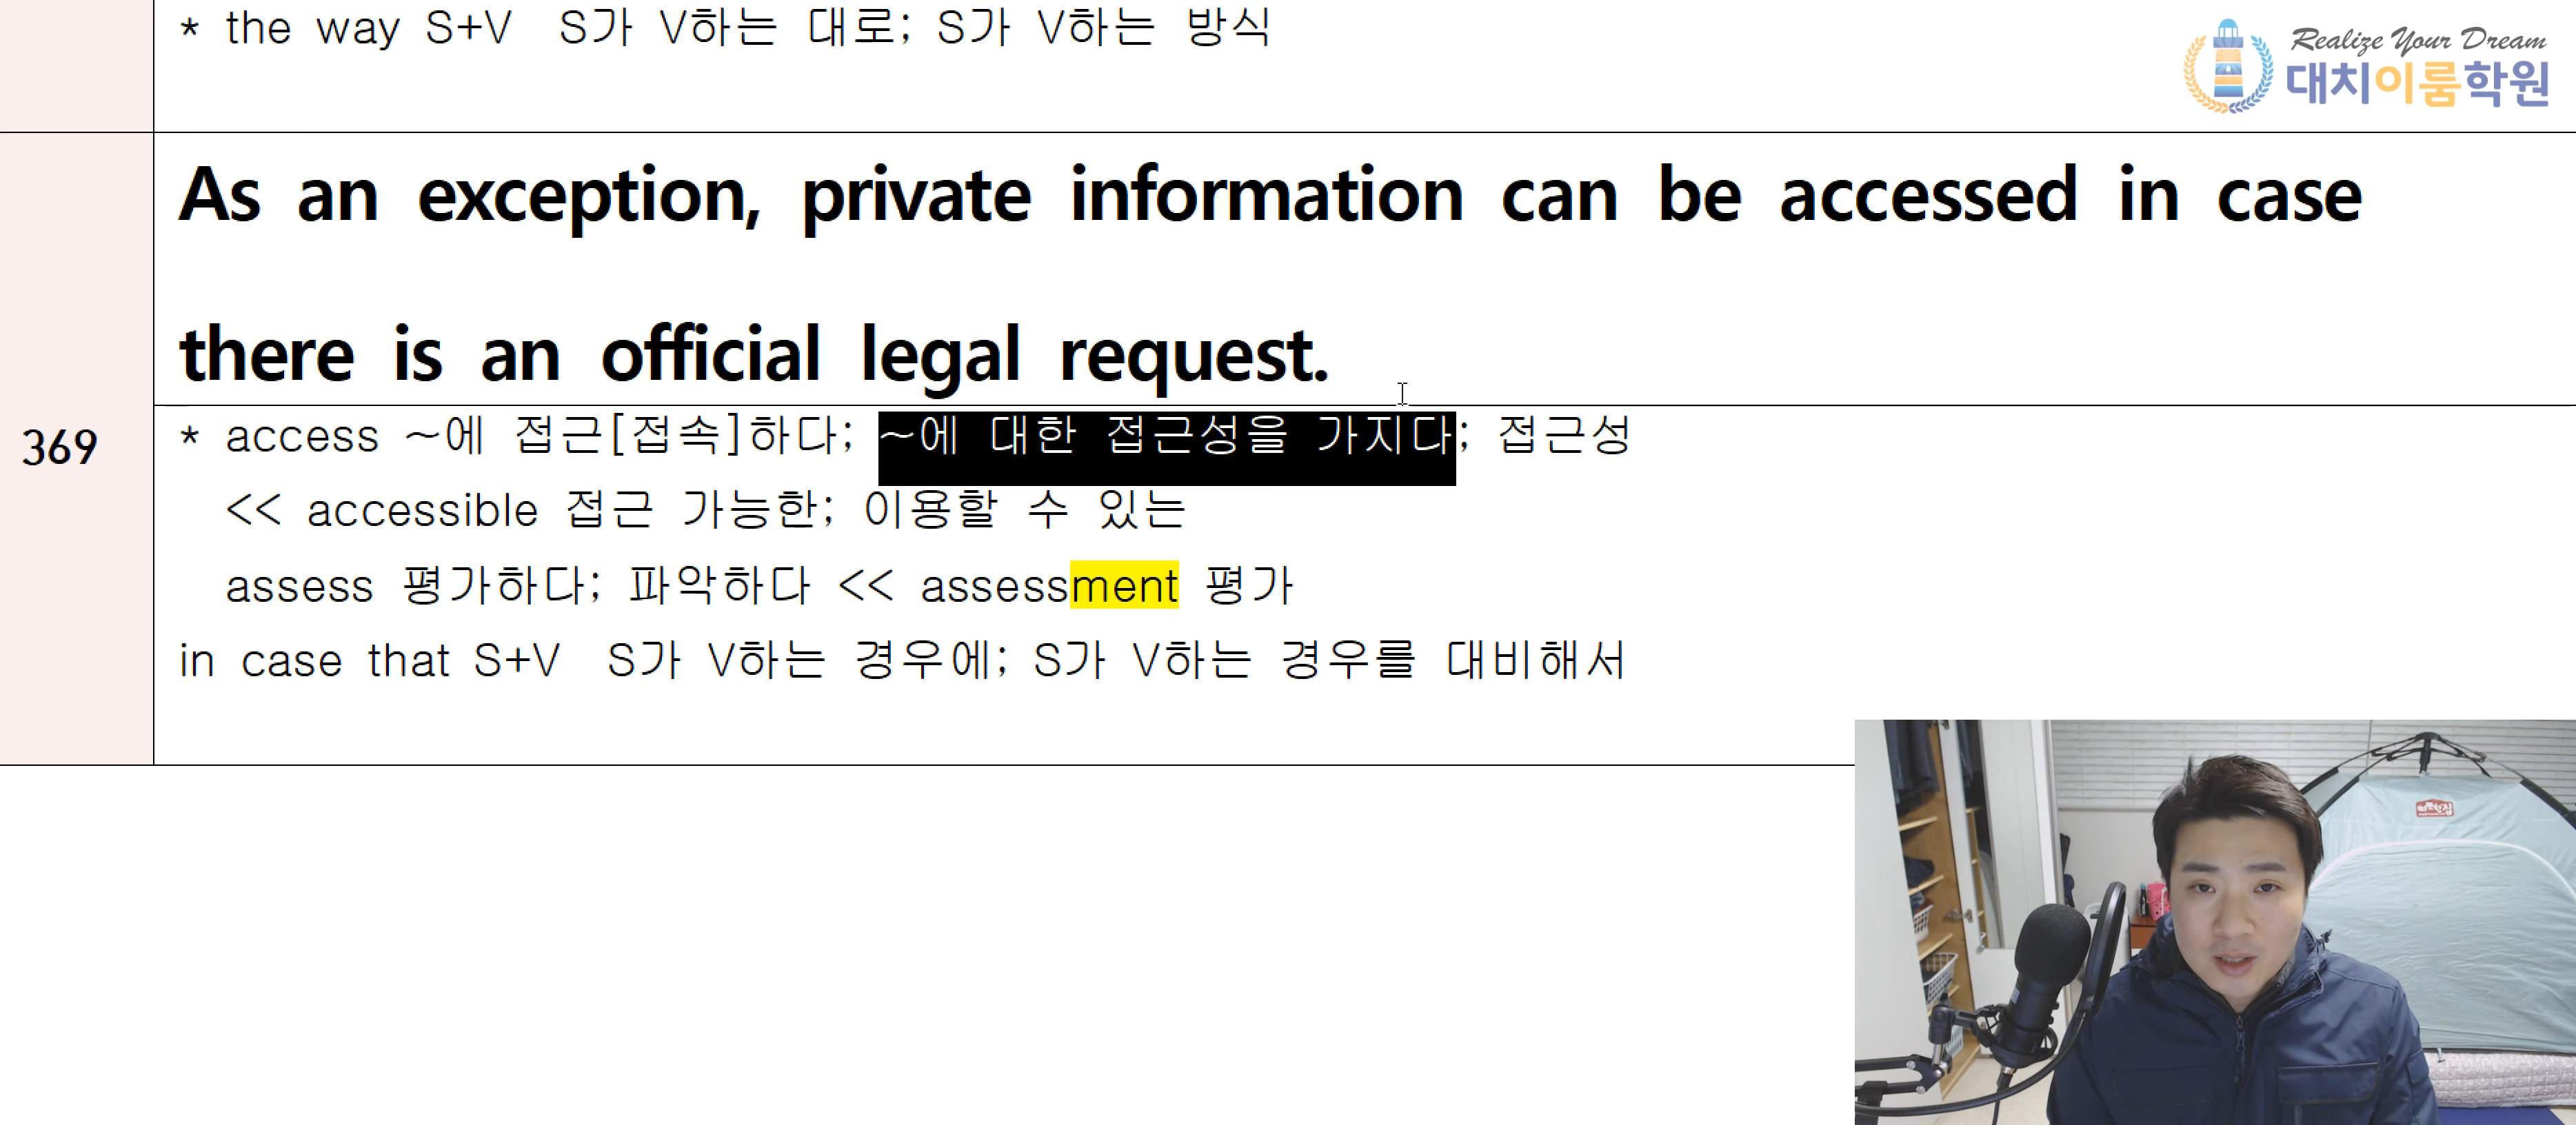 * the way S+V S가 V하는 대로; S가 V하는 방식
Realize Your Dream
대치이룸학원
As an exception, private information can be accessed in case
there is an official legal request.
369
* access ~에 접근[접속]하다; ~에 대한 접근성을 가지다; 접근성
<< accessible 접근 가능한; 이용할 수 있는
assess 평가하다; 파악하다 << assessment 평가
in case that S+V S가 V하는 경우에; S가 V하는 경우를 대비해서